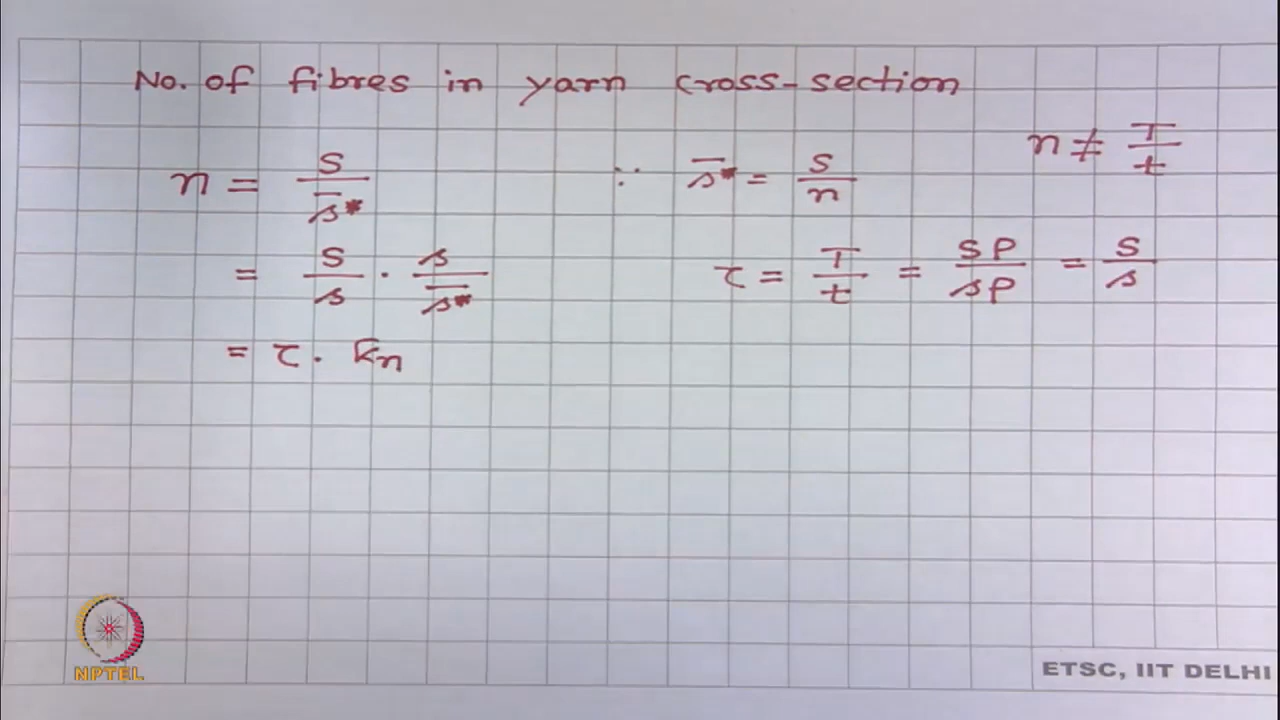 No. of fibres in yarn cross-section
n ≠ T/t
n = S/s̄* ∵ s̄* = S/n
= S/s · s/s̄* τ = T/t = Sρ/sρ = S/s
= τ · kn
NPTEL
ETSC, IIT DELHI